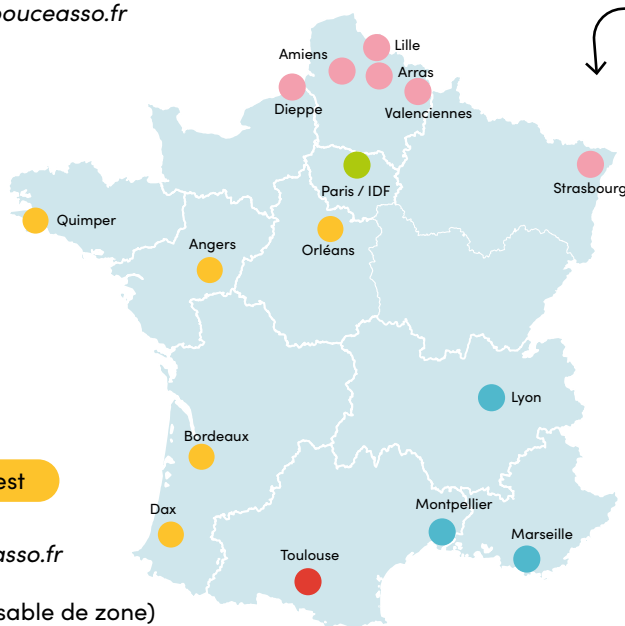 ouceasso.fr
Lille
Amiens
Arras
Dieppe
Valenciennes
Paris / IDF
Strasbourg
Quimper
Angers
Orléans
Lyon
Bordeaux
est
Dax
Montpellier
Marseille
asso.fr
Toulouse
sable de zone)